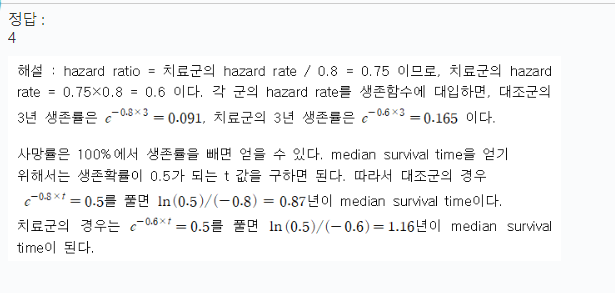 정답 :
4
해설 : hazard ratio = 치료군의 hazard rate / 0.8 = 0.75 이므로, 치료군의 hazard
rate = 0.75×0.8 = 0.6 이다. 각 군의 hazard rate를 생존함수에 대입하면, 대조군의
3년 생존률은 e^{-0.8×3} = 0.091, 치료군의 3년 생존률은 e^{-0.6×3} = 0.165 이다.
사망률은 100%에서 생존률을 빼면 얻을 수 있다. median survival time을 얻기
위해서는 생존확률이 0.5가 되는 t 값을 구하면 된다. 따라서 대조군의 경우
e^{-0.8×t} = 0.5를 풀면 ln(0.5)/(-0.8) = 0.87년이 median survival time이다.
치료군의 경우는 e^{-0.6×t} = 0.5를 풀면 ln(0.5)/(-0.6) = 1.16년이 median survival
time이 된다.